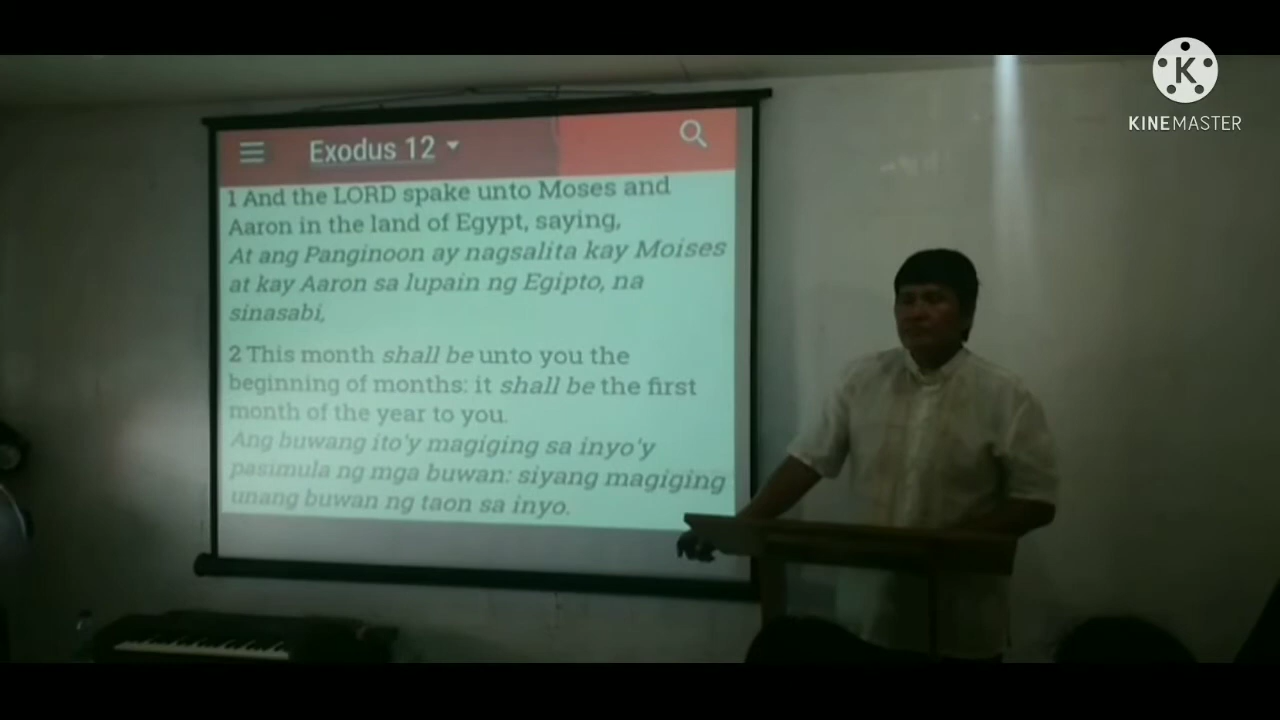 Exodus 12
1 And the LORD spake unto Moses and
Aaron in the land of Egypt, saying,
At ang Panginoon ay nagsalita kay Moises
at kay Aaron sa lupain ng Egipto, na
sinasabi,
2 This month shall be unto you the
beginning of months: it shall be the first
month of the year to you.
Ang buwang ito'y magiging sa inyo'y
pasimula ng mga buwan: siyang magiging
unang buwan ng taon sa inyo.
K
KINEMASTER